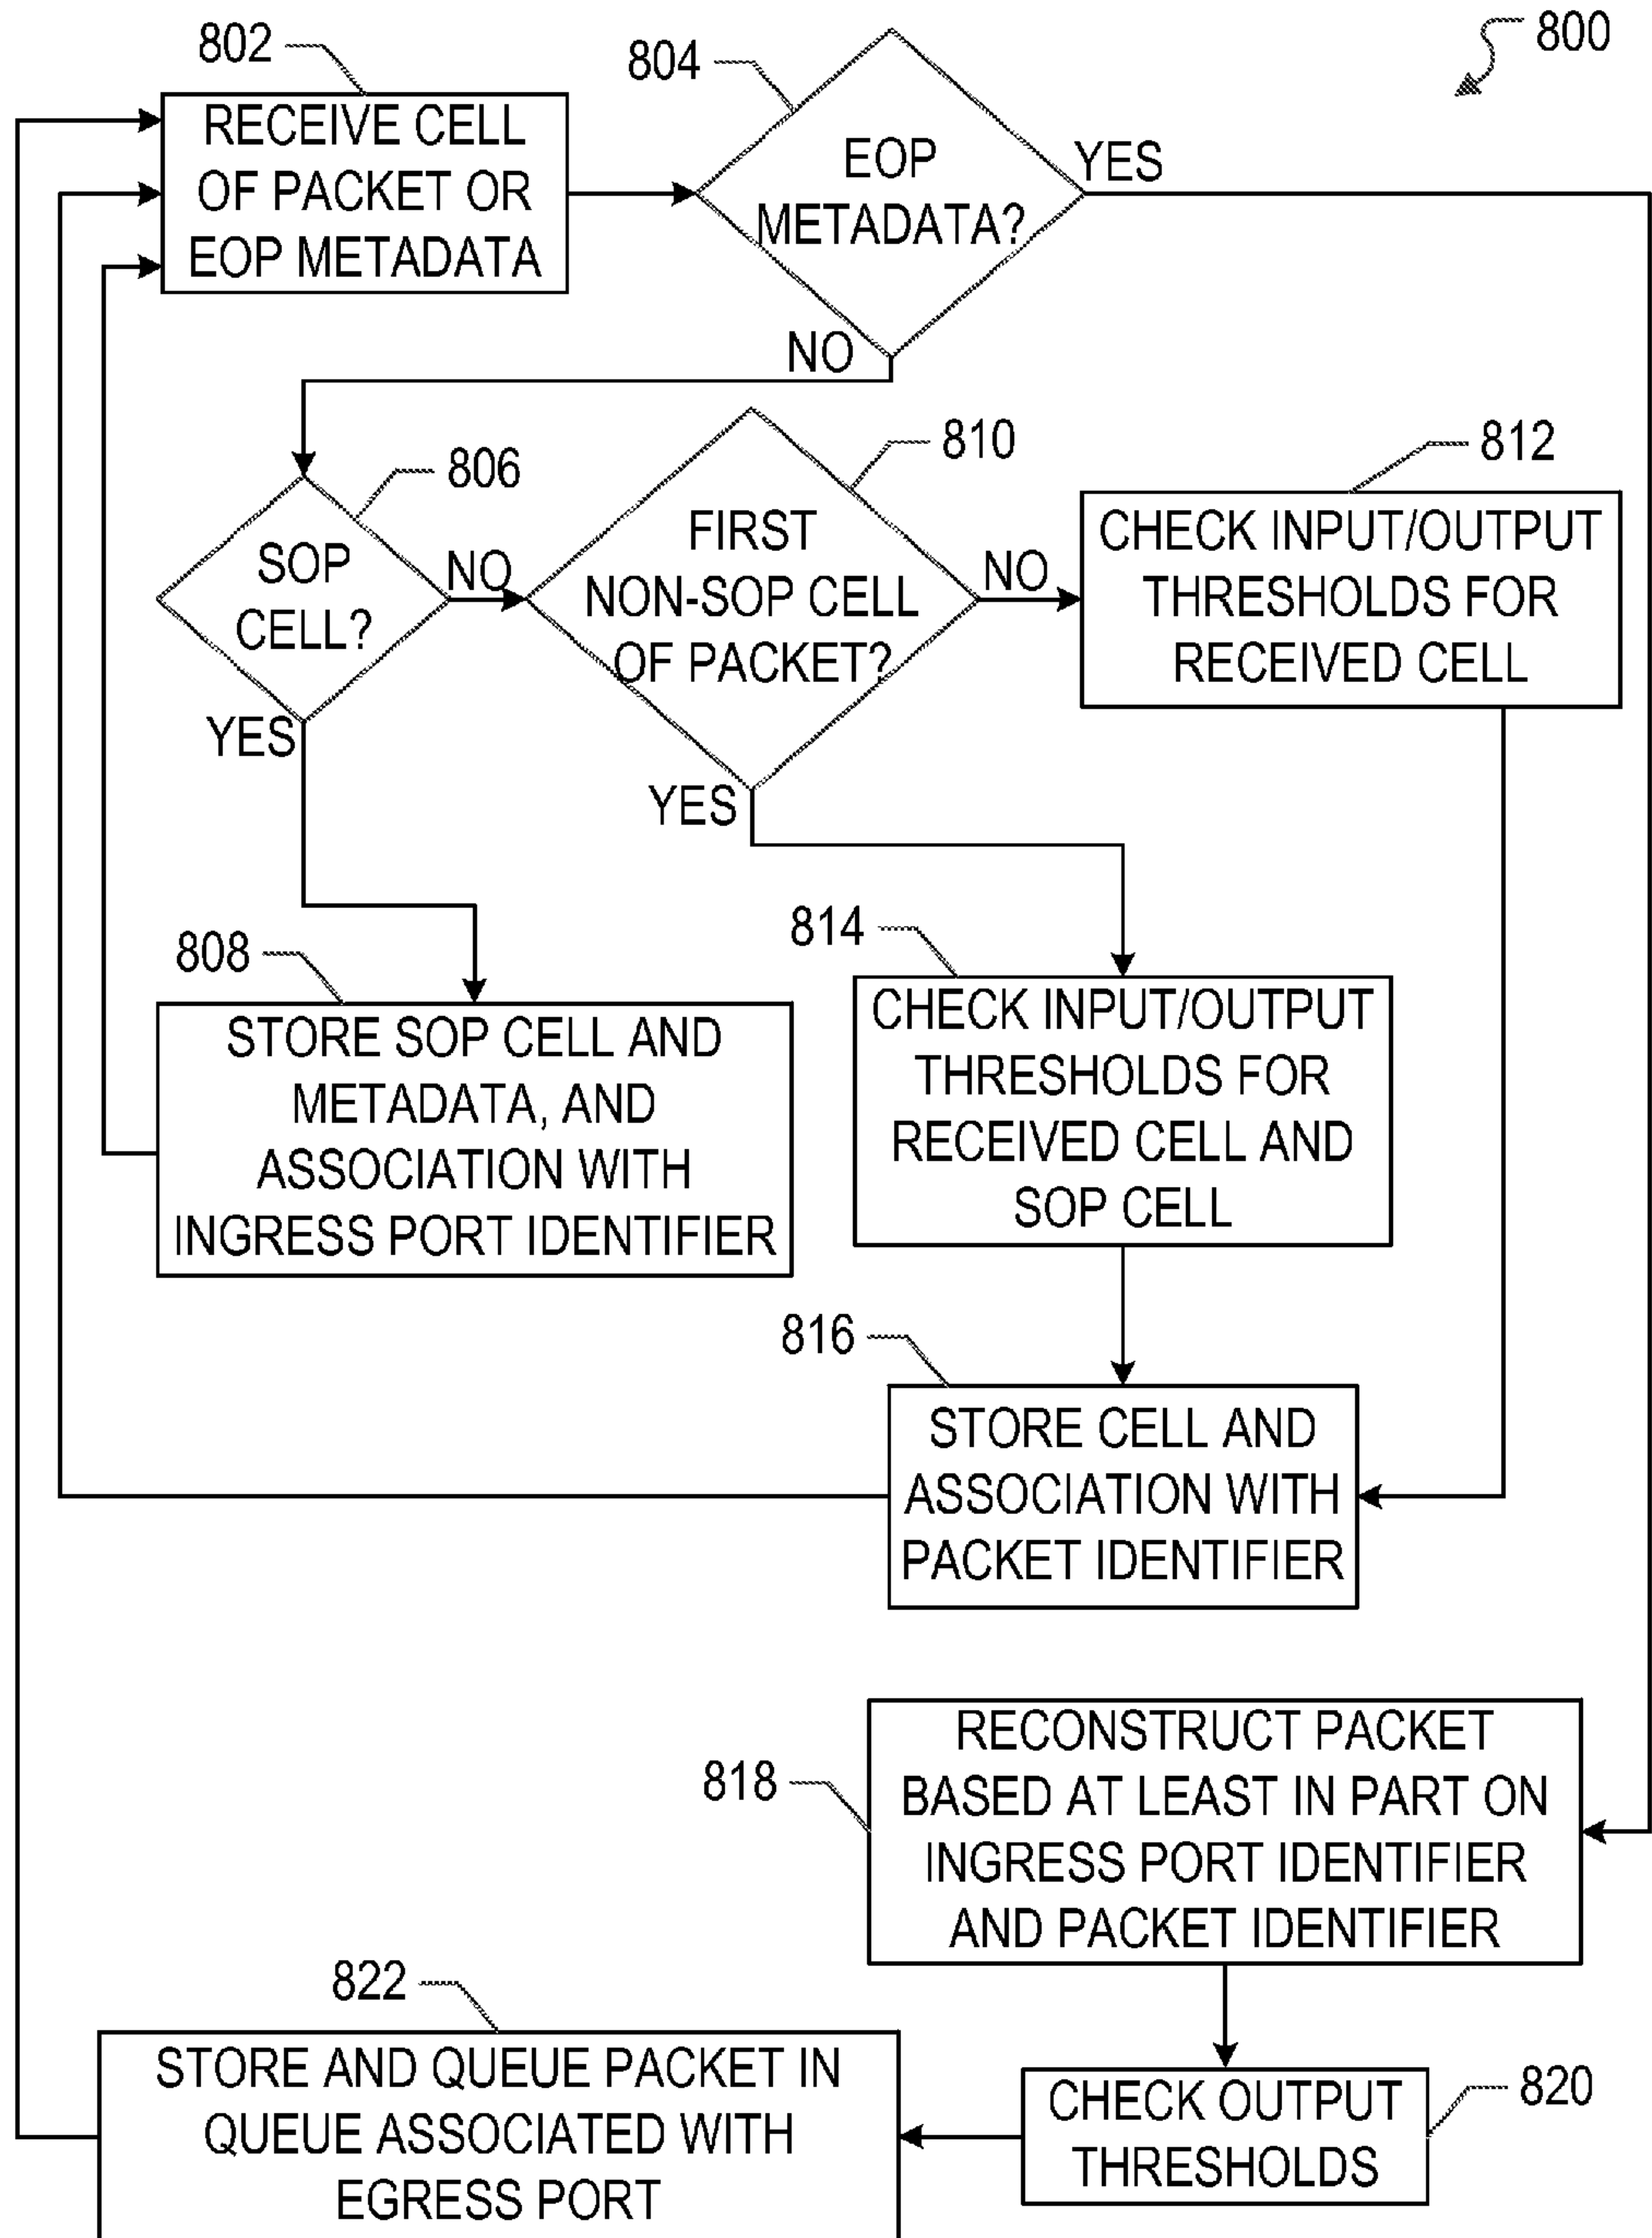 800
802
RECEIVE CELL
OF PACKET OR
EOP METADATA
804
EOP
METADATA?
YES
NO
806
SOP
CELL?
NO
YES
810
FIRST
NON-SOP CELL
OF PACKET?
NO
YES
812
CHECK INPUT/OUTPUT
THRESHOLDS FOR
RECEIVED CELL
808
STORE SOP CELL AND
METADATA, AND
ASSOCIATION WITH
INGRESS PORT IDENTIFIER
814
CHECK INPUT/OUTPUT
THRESHOLDS FOR
RECEIVED CELL AND
SOP CELL
816
STORE CELL AND
ASSOCIATION WITH
PACKET IDENTIFIER
818
RECONSTRUCT PACKET
BASED AT LEAST IN PART ON
INGRESS PORT IDENTIFIER
AND PACKET IDENTIFIER
820
CHECK OUTPUT
THRESHOLDS
822
STORE AND QUEUE PACKET IN
QUEUE ASSOCIATED WITH
EGRESS PORT